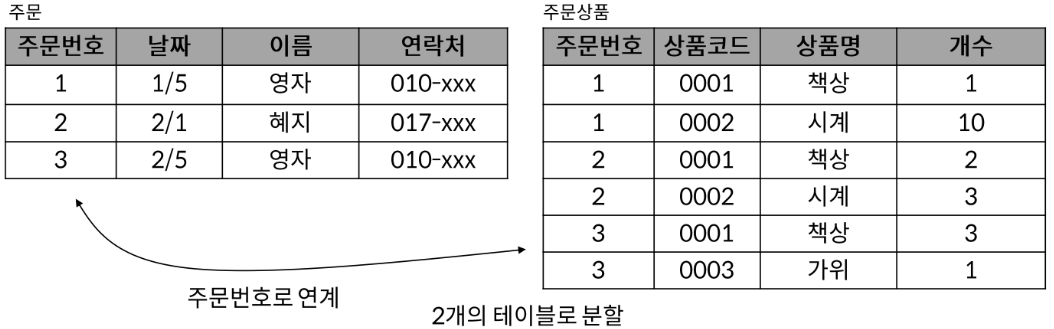 주문
주문번호 날짜 이름 연락처
1 1/5 영자 010-xxx
2 2/1 혜지 017-xxx
3 2/5 영자 010-xxx
주문상품
주문번호 상품코드 상품명 개수
1 0001 책상 1
1 0002 시계 10
2 0001 책상 2
2 0002 시계 3
3 0001 책상 3
3 0003 가위 1
주문번호로 연계
2개의 테이블로 분할